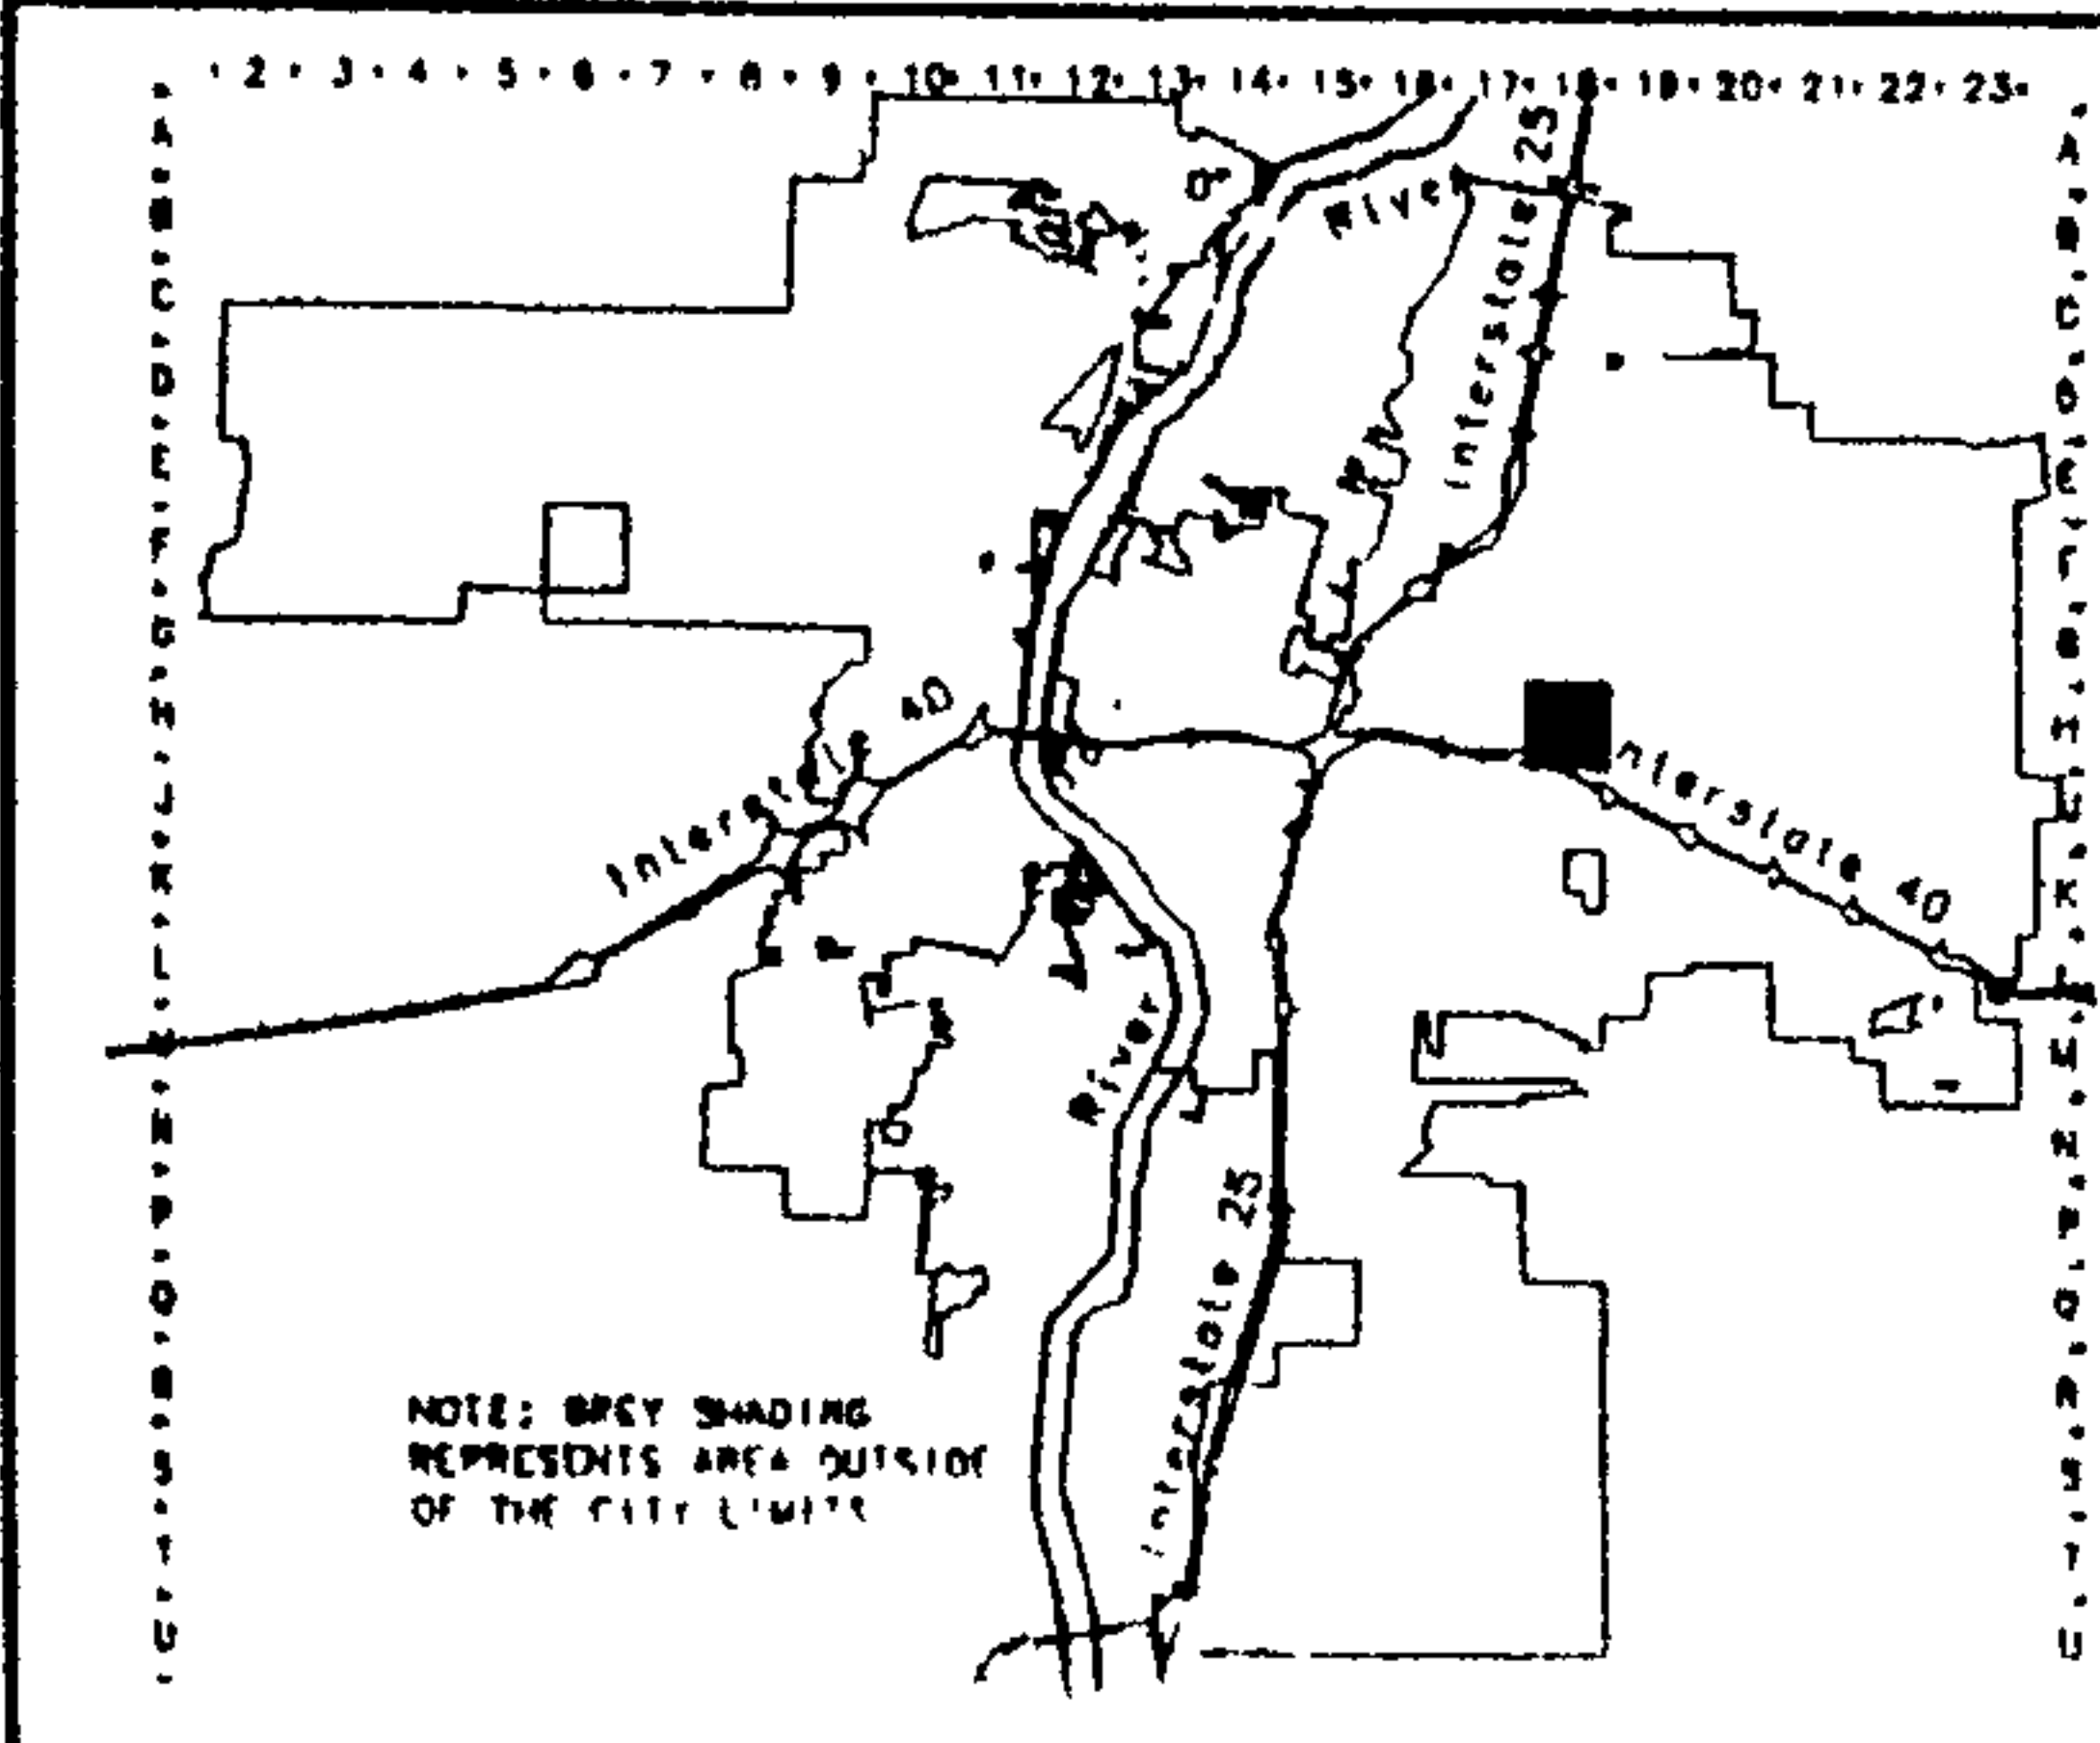 2 3 4 5 6 7 8 9 10 11 12 13 14 15 16 17 18 19 20 21 22 23
A
B
C
D
E
F
G
H
J
K
L
M
N
P
Q
R
S
T
U
A
B
C
D
E
F
G
H
J
K
L
M
N
P
Q
R
S
T
U
River
Interstate 25
40
Interstate 40
River
Interstate 25
NOTE: GREY SHADING
REPRESENTS AREA OUTSIDE
OF THE CITY LIMITS